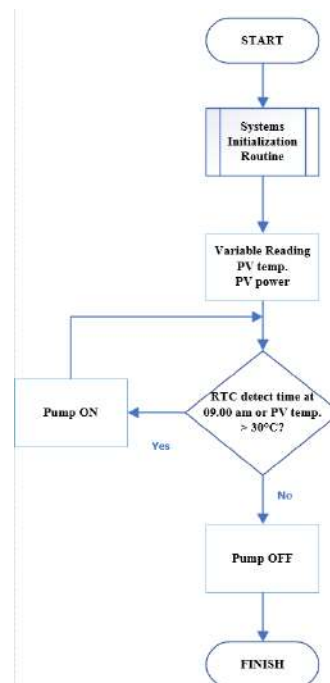 START
Systems
Initialization
Routine
Variable Reading
PV temp.
PV power
RTC detect time at
09.00 am or PV temp.
> 30°C?
Pump ON
Yes
No
Pump OFF
FINISH